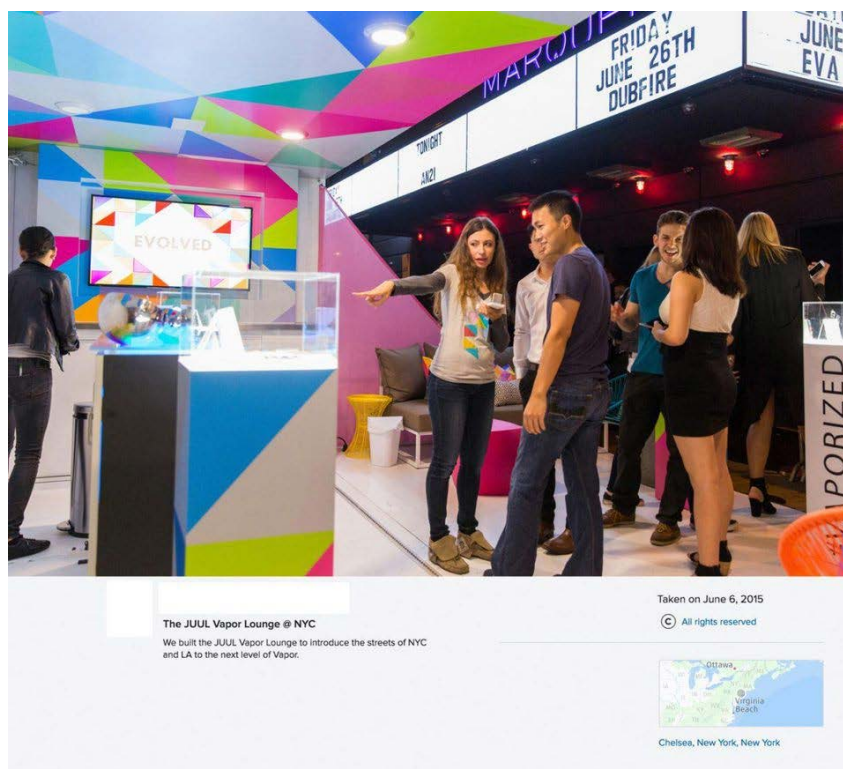 MARQU
FRIDAY
JUNE 26TH
DUBFIRE
JUNE
EVA
TONIGHT
AN21
EVOLVED
PORIZED
The JUUL Vapor Lounge @ NYC
We built the JUUL Vapor Lounge to introduce the streets of NYC
and LA to the next level of Vapor.
Taken on June 6, 2015
© All rights reserved
Ottawa
Virginia
Beach
Chelsea, New York, New York